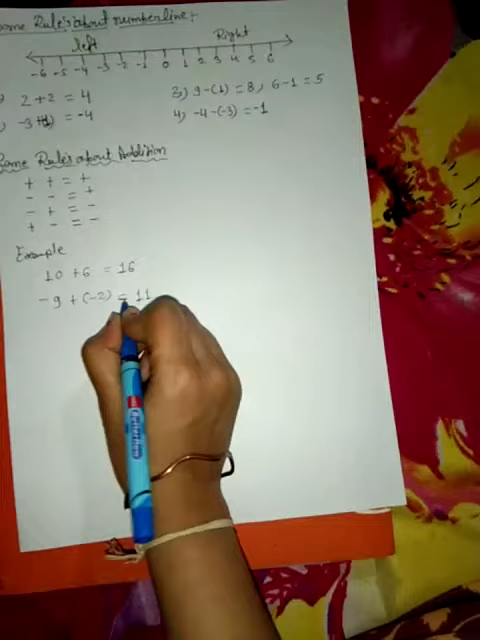 Some Rule's about numberline:-
left Right
-6 -5 -4 -3 -2 -1 0 1 2 3 4 5 6
2 + 2 = 4
3) 9 - (1) = 8, 6 - 1 = 5
= -4
4) -4 - (-3) = -1
Some Rule's about Addition
+ + = +
- - = +
- + = -
+ - = -
Example
10 + 6 = 16
- 9 + (-2) = 11